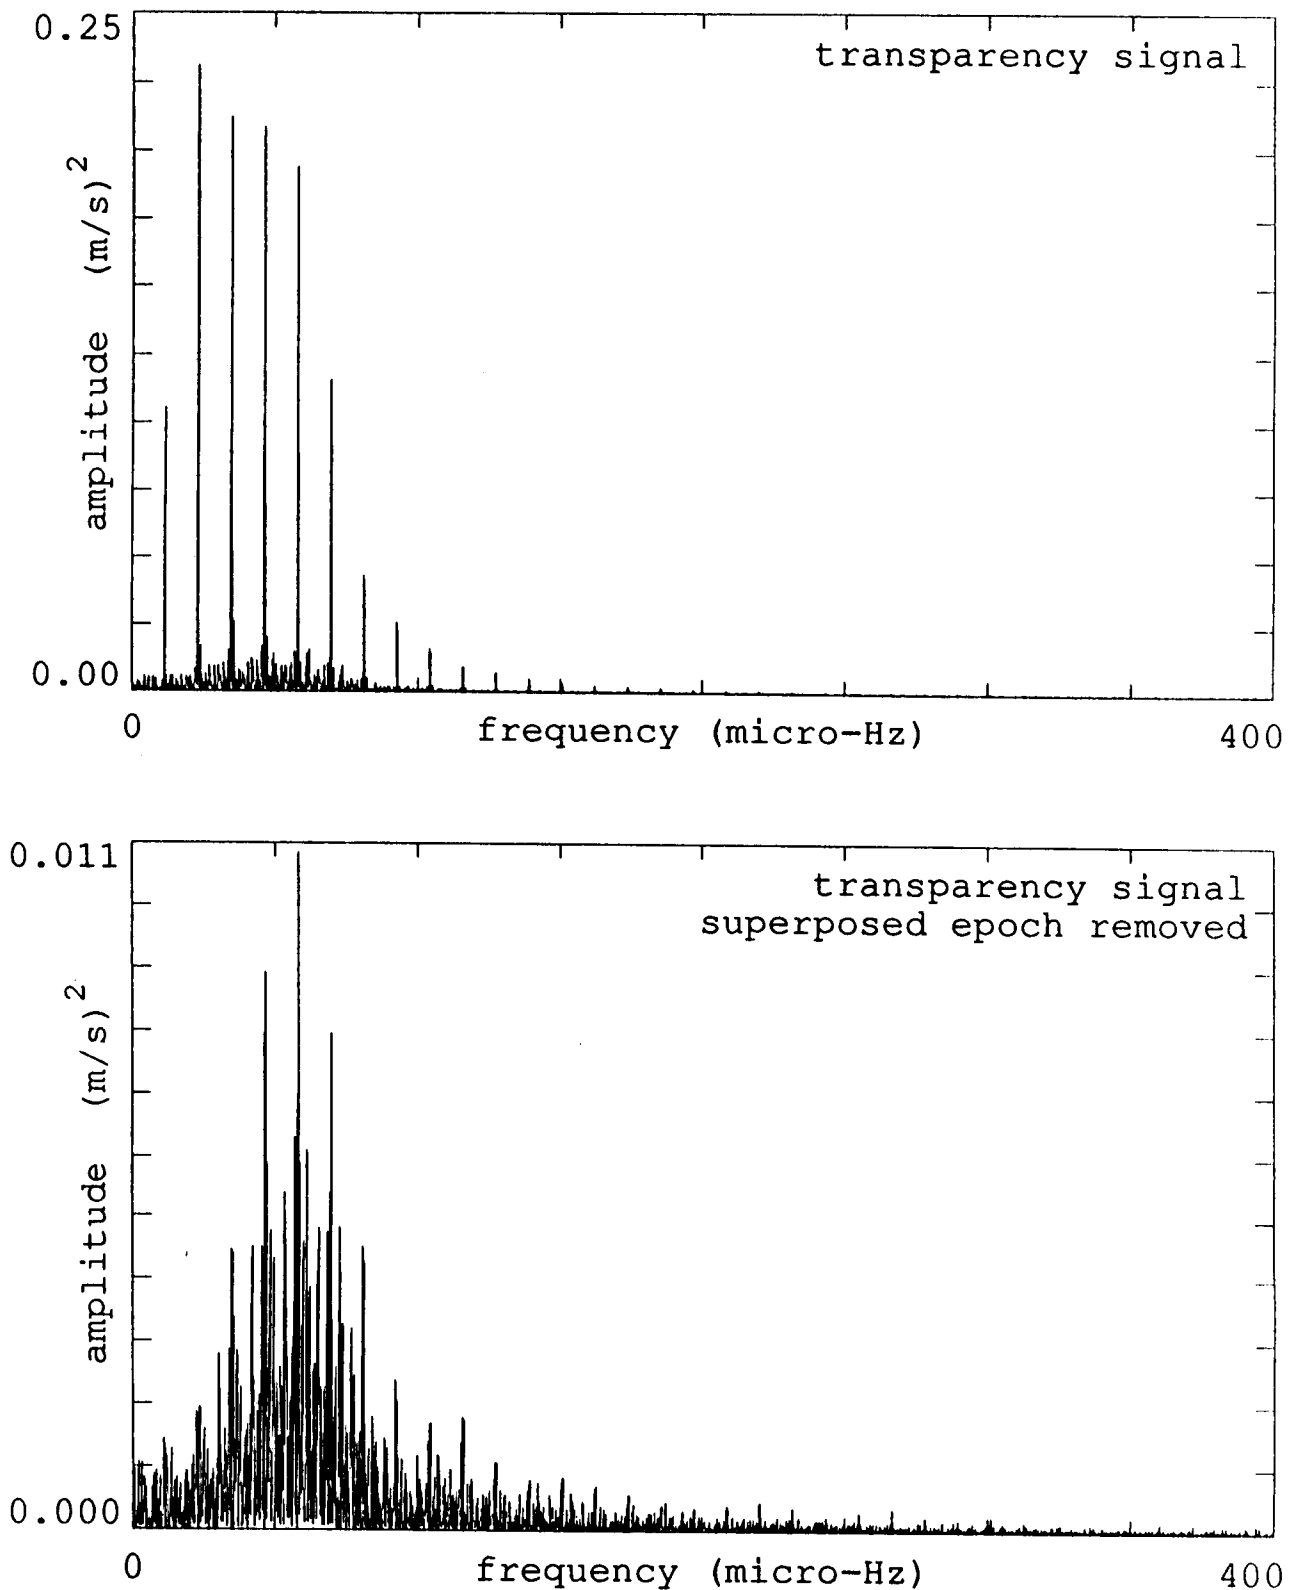 0.25
transparency signal
amplitude (m/s)2
0.00
0
frequency (micro-Hz)
400
0.011
transparency signal
superposed epoch removed
amplitude (m/s)2
0.000
0
frequency (micro-Hz)
400